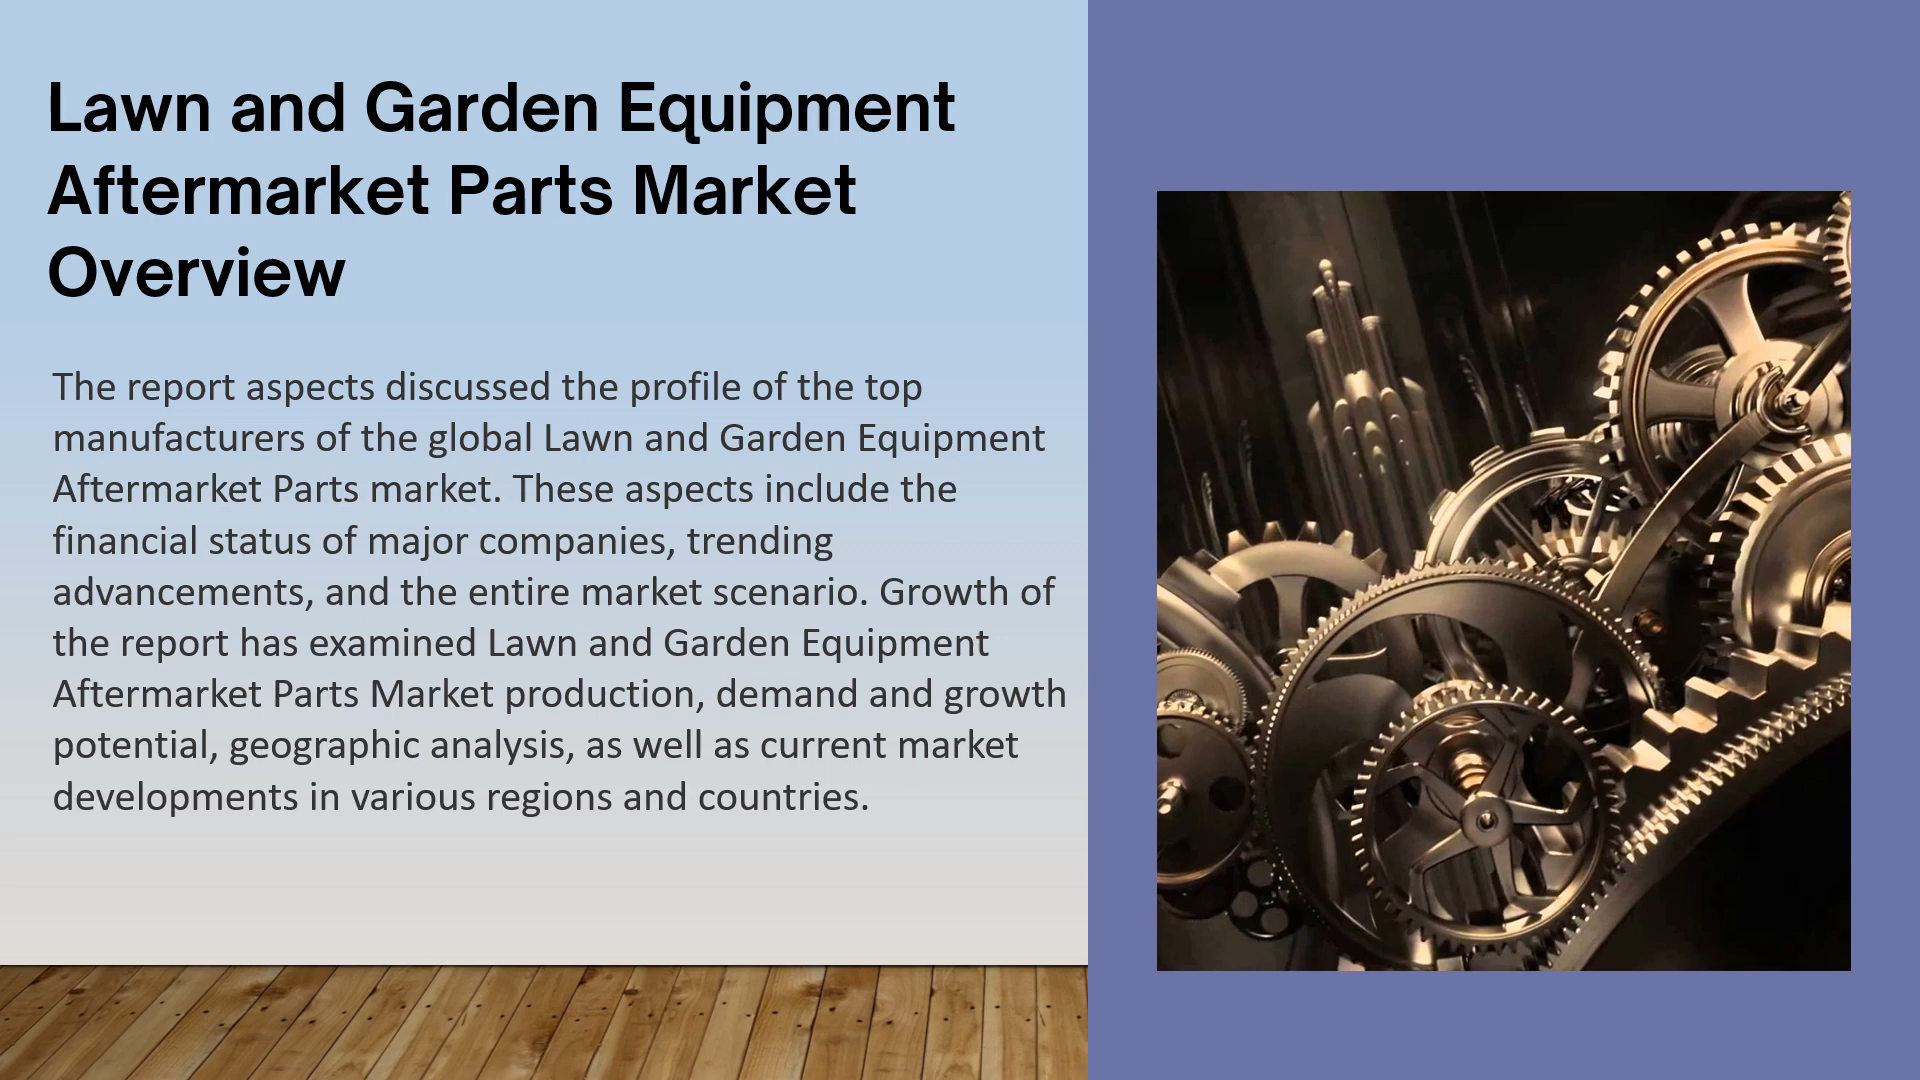 Lawn and Garden Equipment
Aftermarket Parts Market
Overview
The report aspects discussed the profile of the top
manufacturers of the global Lawn and Garden Equipment
Aftermarket Parts market. These aspects include the
financial status of major companies, trending
advancements, and the entire market scenario. Growth of
the report has examined Lawn and Garden Equipment
Aftermarket Parts Market production, demand and growth
potential, geographic analysis, as well as current market
developments in various regions and countries.